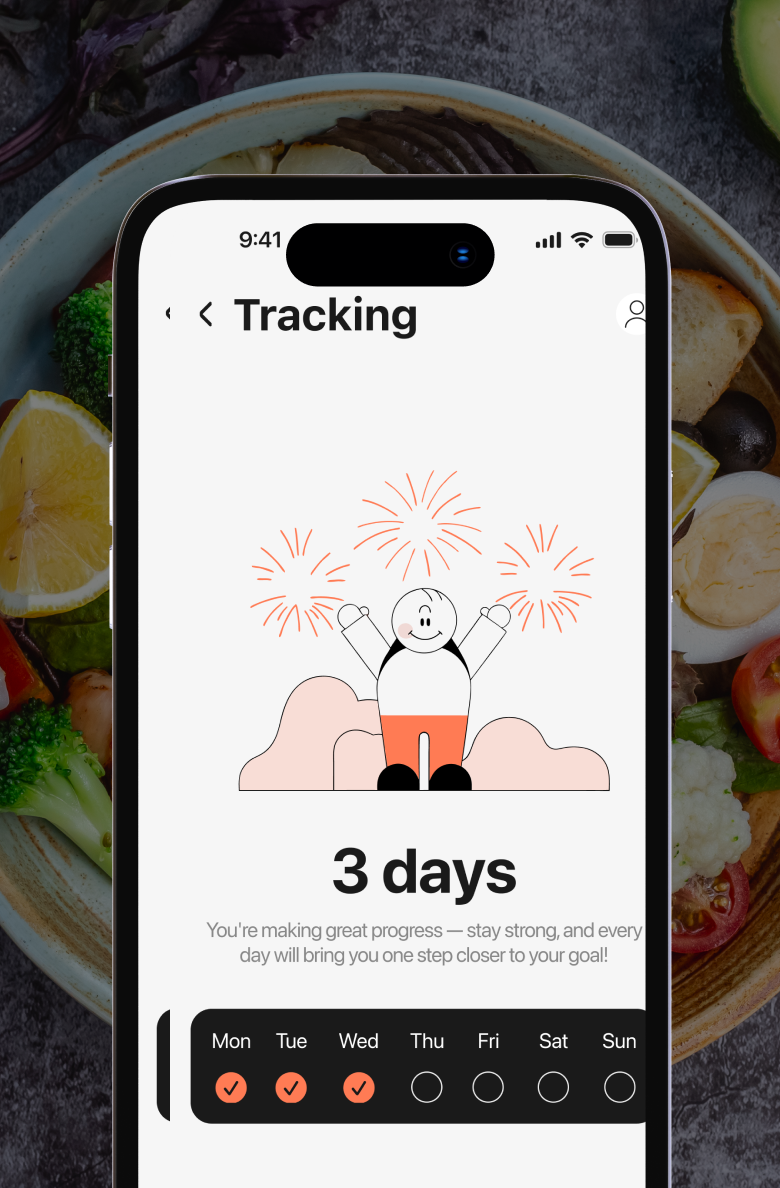 9:41
Tracking
3 days
You're making great progress — stay strong, and every
day will bring you one step closer to your goal!
Mon Tue Wed Thu Fri Sat Sun